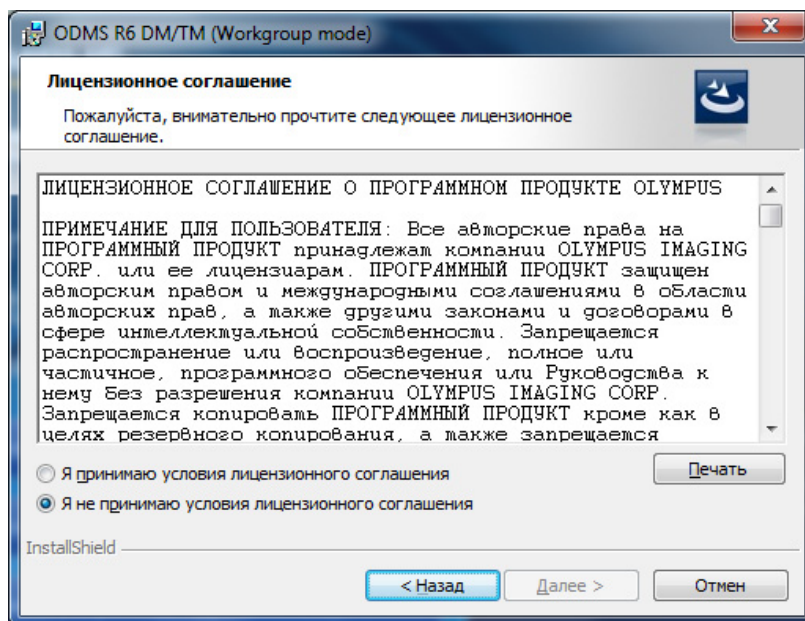 ODMS R6 DM/TM (Workgroup mode)
Лицензионное соглашение
Пожалуйста, внимательно прочтите следующее лицензионное
соглашение.
ЛИЦЕНЗИОННОЕ СОГЛАШЕНИЕ О ПРОГРАММНОМ ПРОДУКТЕ OLYMPUS
ПРИМЕЧАНИЕ ДЛЯ ПОЛЬЗОВАТЕЛЯ: Все авторские права на
ПРОГРАММНЫЙ ПРОДУКТ принадлежат компании OLYMPUS IMAGING
CORP. или ее лицензиарам. ПРОГРАММНЫЙ ПРОДУКТ защищен
авторским правом и международными соглашениями в области
авторских прав, а также другими законами и договорами в
сфере интеллектуальной собственности. Запрещается
распространение или воспроизведение, полное или
частичное, программного обеспечения или Руководства к
нему без разрешения компании OLYMPUS IMAGING CORP.
Запрещается копировать ПРОГРАММНЫЙ ПРОДУКТ кроме как в
целях резервного копирования, а также запрещается
Я принимаю условия лицензионного соглашения
Печать
Я не принимаю условия лицензионного соглашения
InstallShield
< Назад
Далее >
Отмен